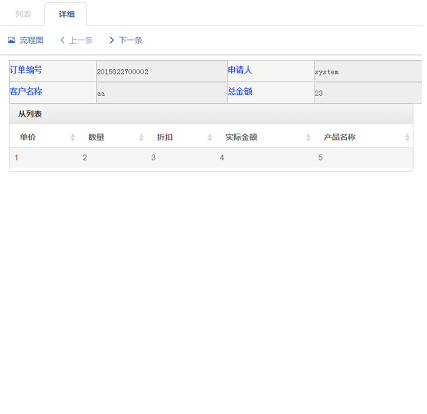 列表 详细
流程图 上一条 下一条
订单编号 2015022700002 申请人 system
客户名称 aa 总金额 23
从列表
单价 数量 折扣 实际金额 产品名称
1 2 3 4 5